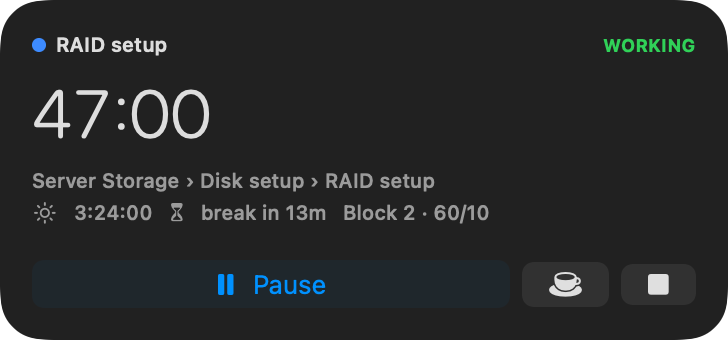 RAID setup WORKING
47:00
Server Storage › Disk setup › RAID setup
3:24:00 break in 13m Block 2 · 60/10
Pause